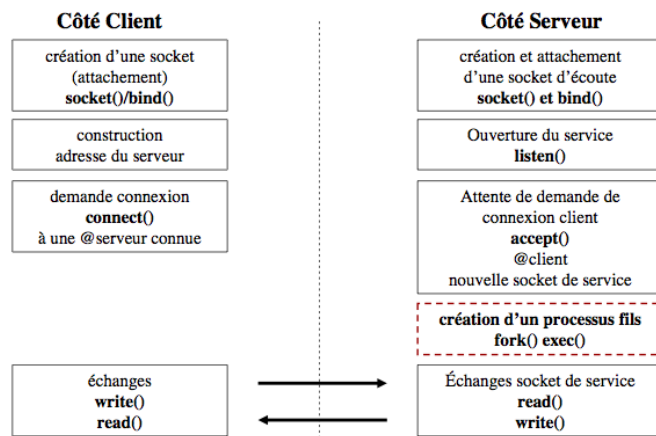 Côté Client
création d'une socket
(attachement)
socket()/bind()
construction
adresse du serveur
demande connexion
connect()
à une @serveur connue
échanges
write()
read()
Côté Serveur
création et attachement
d'une socket d'écoute
socket() et bind()
Ouverture du service
listen()
Attente de demande de
connexion client
accept()
@client
nouvelle socket de service
création d'un processus fils
fork() exec()
Échanges socket de service
read()
write()